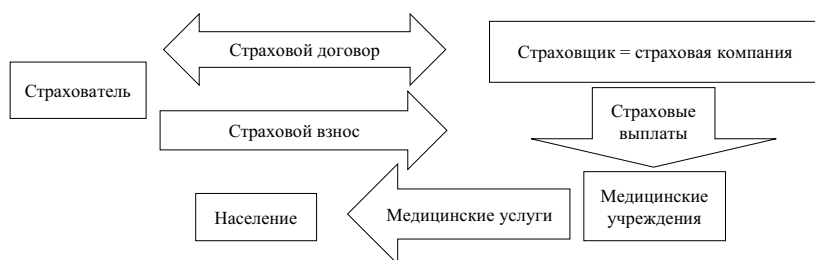 Страховой договор
Страховщик = страховая компания
Страхователь
Страховые
выплаты
Страховой взнос
Медицинские
учреждения
Медицинские услуги
Население